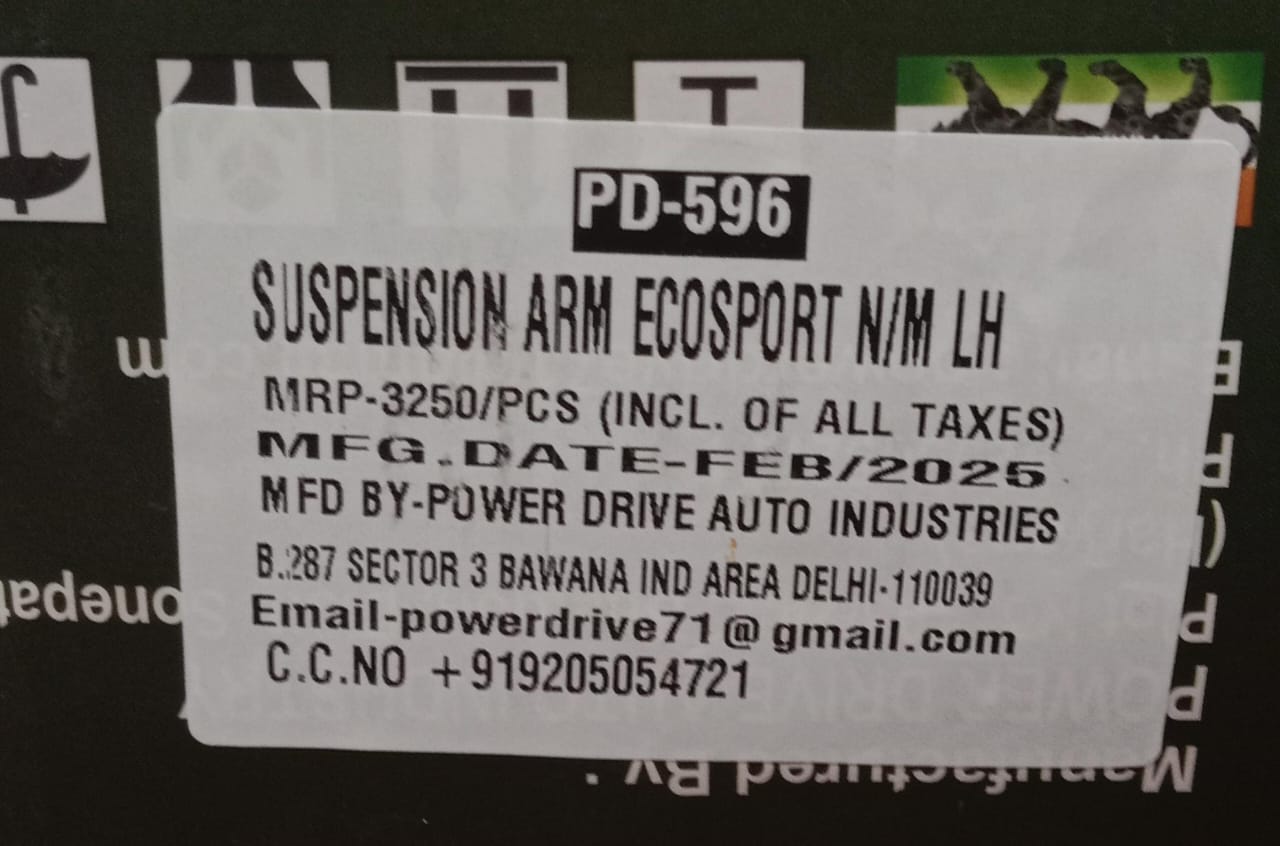 PD-596
SUSPENSION ARM ECOSPORT N/M LH
MRP-3250/PCS (INCL. OF ALL TAXES)
MFG.DATE-FEB/2025
MFD BY-POWER DRIVE AUTO INDUSTRIES
B.287 SECTOR 3 BAWANA IND AREA DELHI-110039
Email-powerdrive71@gmail.com
C.C.NO +919205054721
Manufactured By :